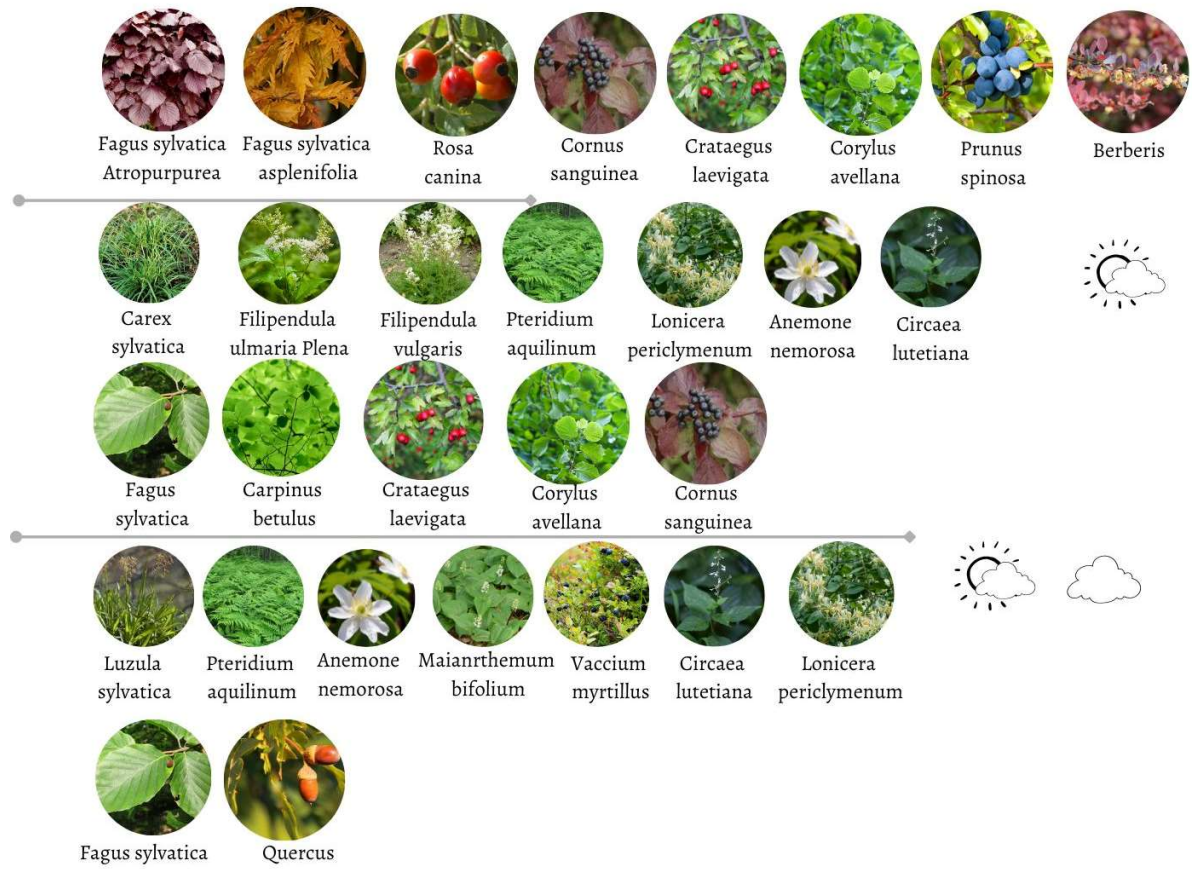 Fagus sylvatica
Atropurpurea
Fagus sylvatica
asplenifolia
Rosa
canina
Cornus
sanguinea
Crataegus
laevigata
Corylus
avellana
Prunus
spinosa
Berberis
Carex
sylvatica
Filipendula
ulmaria Plena
Filipendula
vulgaris
Pteridium
aquilinum
Lonicera
periclymenum
Anemone
nemorosa
Circaea
lutetiana
Fagus
sylvatica
Carpinus
betulus
Crataegus
laevigata
Corylus
avellana
Cornus
sanguinea
Luzula
sylvatica
Pteridium
aquilinum
Anemone
nemorosa
Maianrthemum
bifolium
Vaccium
myrtillus
Circaea
lutetiana
Lonicera
periclymenum
Fagus sylvatica
Quercus